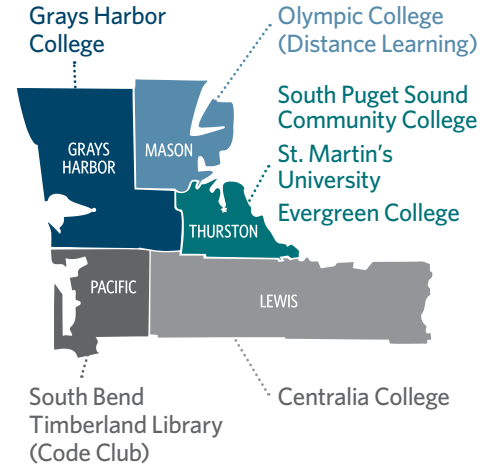 Grays Harbor
College
Olympic College
(Distance Learning)
South Puget Sound
Community College
St. Martin's
University
Evergreen College
GRAYS
HARBOR
MASON
THURSTON
PACIFIC
LEWIS
South Bend
Timberland Library
(Code Club)
Centralia College